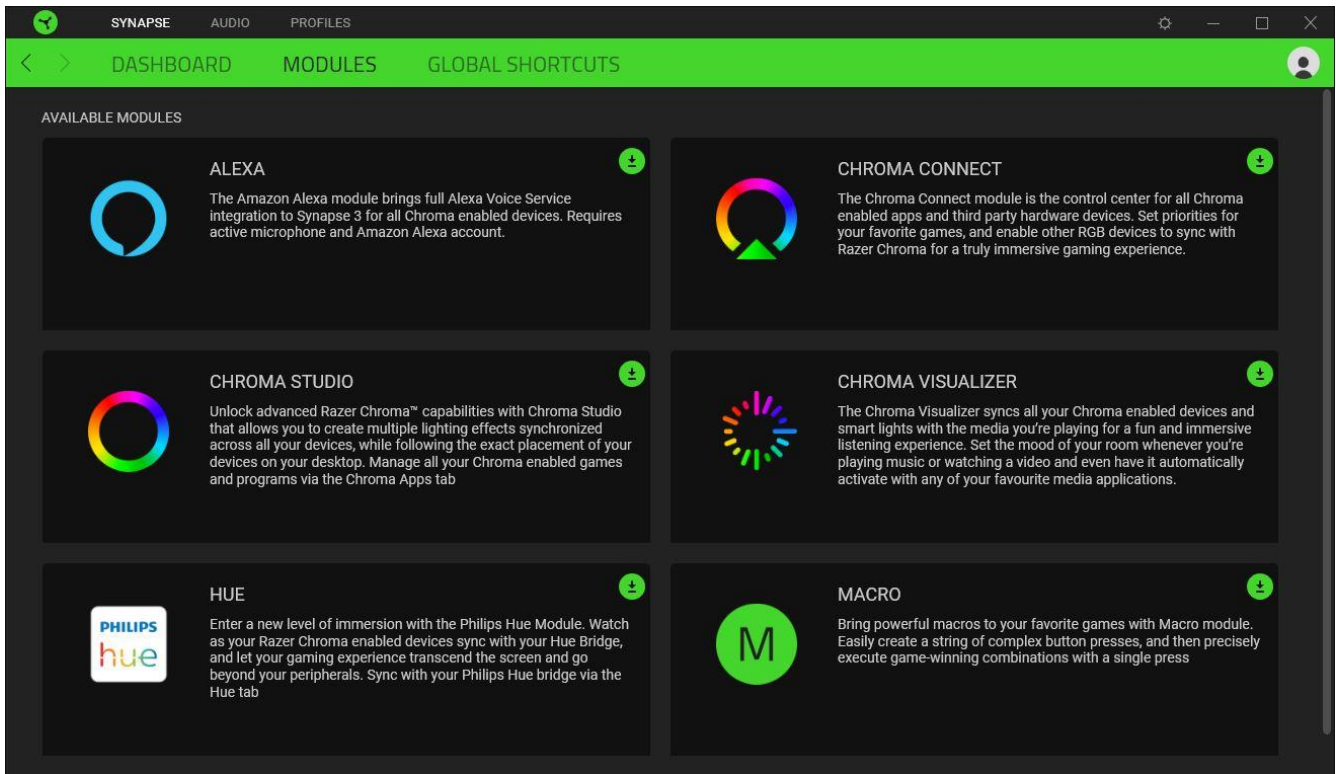 SYNAPSE AUDIO PROFILES
DASHBOARD MODULES GLOBAL SHORTCUTS
AVAILABLE MODULES
ALEXA
The Amazon Alexa module brings full Alexa Voice Service
integration to Synapse 3 for all Chroma enabled devices. Requires
active microphone and Amazon Alexa account.
CHROMA CONNECT
The Chroma Connect module is the control center for all Chroma
enabled apps and third party hardware devices. Set priorities for
your favorite games, and enable other RGB devices to sync with
Razer Chroma for a truly immersive gaming experience.
CHROMA STUDIO
Unlock advanced Razer Chroma™ capabilities with Chroma Studio
that allows you to create multiple lighting effects synchronized
across all your devices, while following the exact placement of your
devices on your desktop. Manage all your Chroma enabled games
and programs via the Chroma Apps tab
CHROMA VISUALIZER
The Chroma Visualizer syncs all your Chroma enabled devices and
smart lights with the media you're playing for a fun and immersive
listening experience. Set the mood of your room whenever you're
playing music or watching a video and even have it automatically
activate with any of your favourite media applications.
PHILIPS
hue
HUE
Enter a new level of immersion with the Philips Hue Module. Watch
as your Razer Chroma enabled devices sync with your Hue Bridge,
and let your gaming experience transcend the screen and go
beyond your peripherals. Sync with your Philips Hue bridge via the
Hue tab
M
MACRO
Bring powerful macros to your favorite games with Macro module.
Easily create a string of complex button presses, and then precisely
execute game-winning combinations with a single press